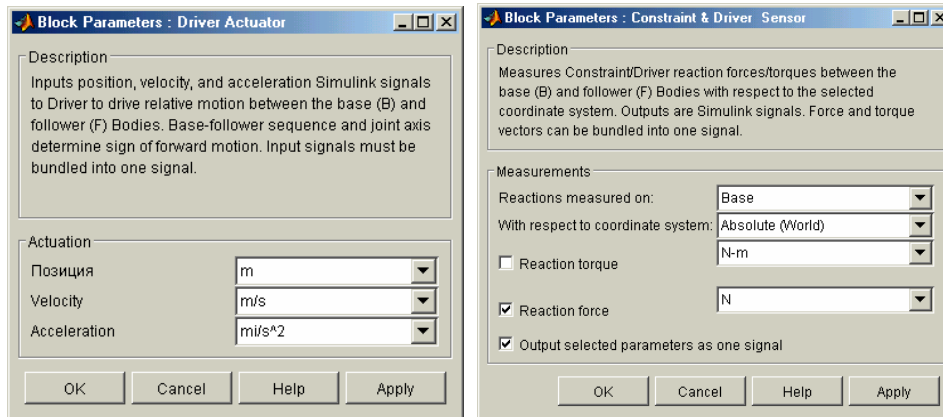 Block Parameters : Driver Actuator
Description
Inputs position, velocity, and acceleration Simulink signals
to Driver to drive relative motion between the base (B) and
follower (F) Bodies. Base-follower sequence and joint axis
determine sign of forward motion. Input signals must be
bundled into one signal.
Actuation
Позиция m
Velocity m/s
Acceleration mi/s^2
OK Cancel Help Apply
Block Parameters : Constraint & Driver Sensor
Description
Measures Constraint/Driver reaction forces/torques between the
base (B) and follower (F) Bodies with respect to the selected
coordinate system. Outputs are Simulink signals. Force and torque
vectors can be bundled into one signal.
Measurements
Reactions measured on: Base
With respect to coordinate system: Absolute (World)
Reaction torque N-m
Reaction force N
Output selected parameters as one signal
OK Cancel Help Apply